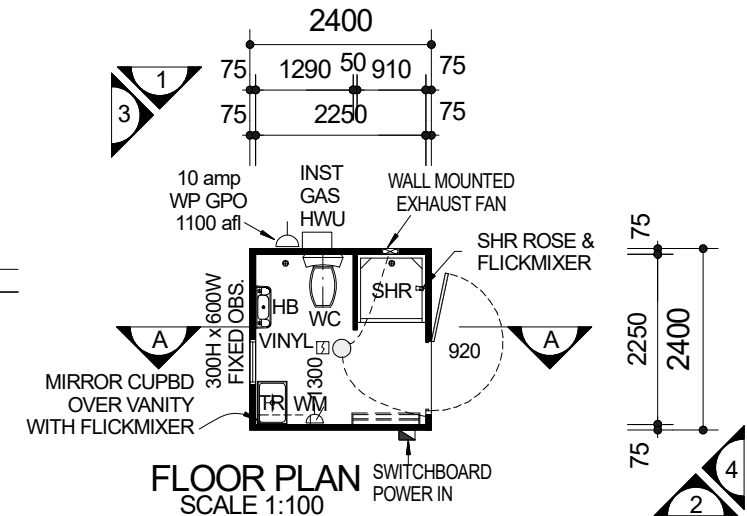 2400
75 1290 50 910 75
75 2250 75
1
3
10 amp
WP GPO
1100 afl
INST
GAS
HWU
WALL MOUNTED
EXHAUST FAN
SHR ROSE &
FLICKMIXER
300H x 600W
FIXED OBS.
HB
WC
SHR
VINYL
A
A
920
1300
TR WM
MIRROR CUPBD
OVER VANITY
WITH FLICKMIXER
75
2250
2400
75
FLOOR PLAN
SCALE 1:100
SWITCHBOARD
POWER IN
4
2